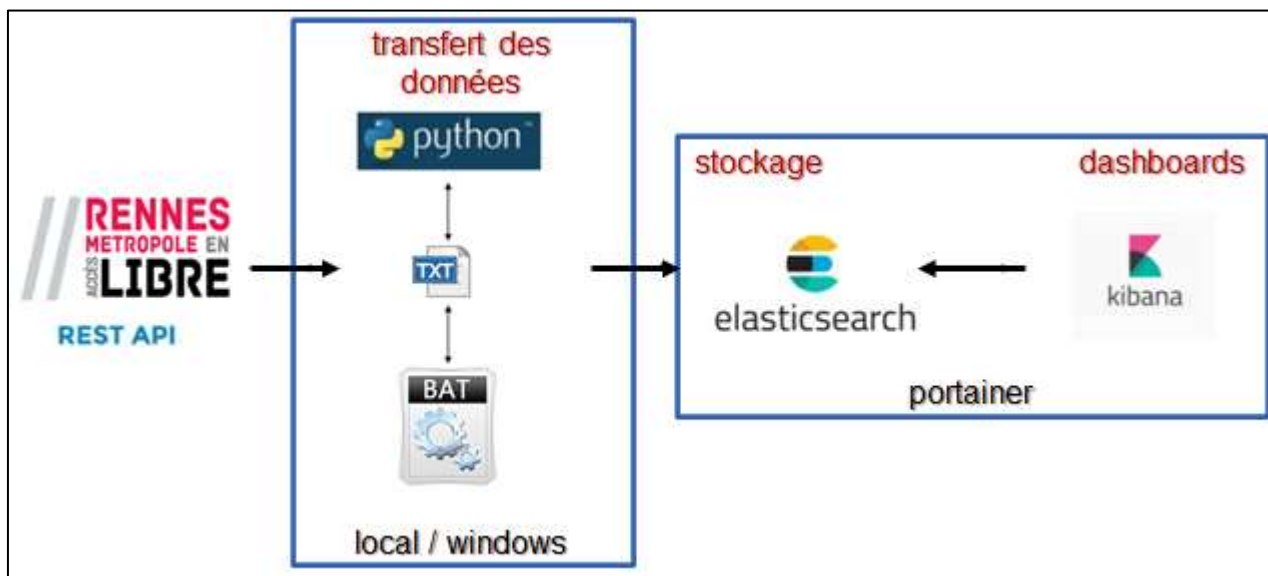 transfert des
données
python
RENNES
METROPOLE EN
ACCÈS
LIBRE
REST API
TXT
BAT
local / windows
stockage
dashboards
elasticsearch
kibana
portainer